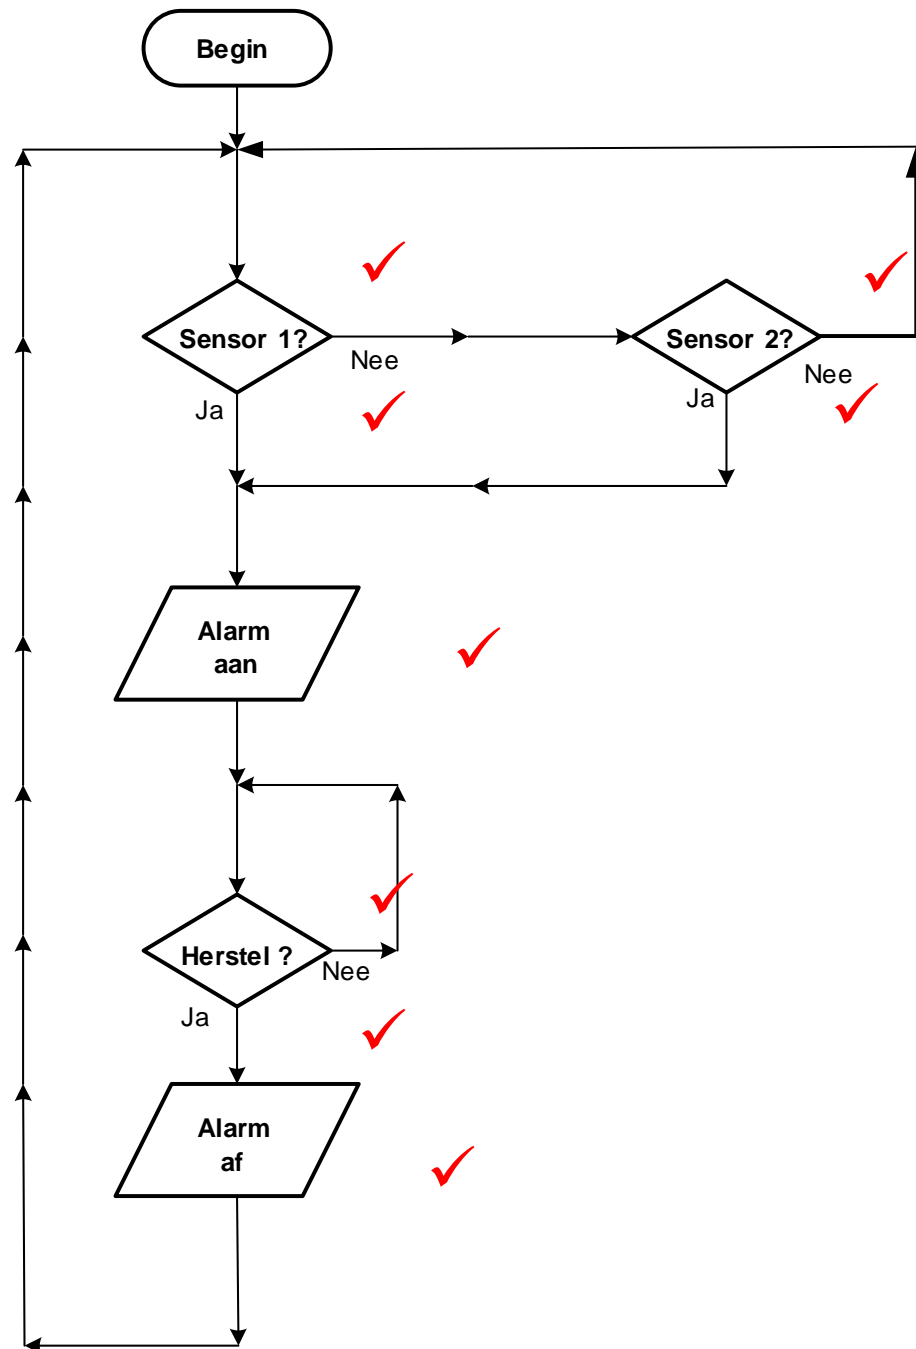 Begin
Sensor 1?
Nee
Ja
Sensor 2?
Nee
Ja
Alarm
aan
Herstel ?
Nee
Ja
Alarm
af